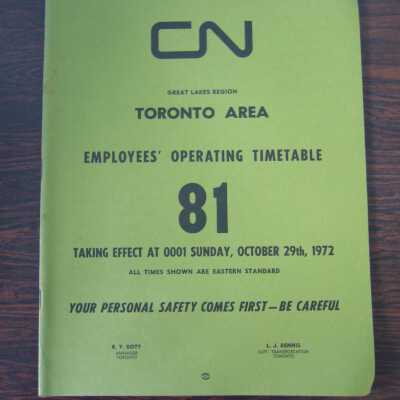 CN
GREAT LAKES REGION
TORONTO AREA
EMPLOYEES' OPERATING TIMETABLE
81
TAKING EFFECT AT 0001 SUNDAY, OCTOBER 29th, 1972
ALL TIMES SHOWN ARE EASTERN STANDARD
YOUR PERSONAL SAFETY COMES FIRST—BE CAREFUL
MANAGER
TORONTO
L. J. DENNIS
SUPT. TRANSPORTATION
TORONTO